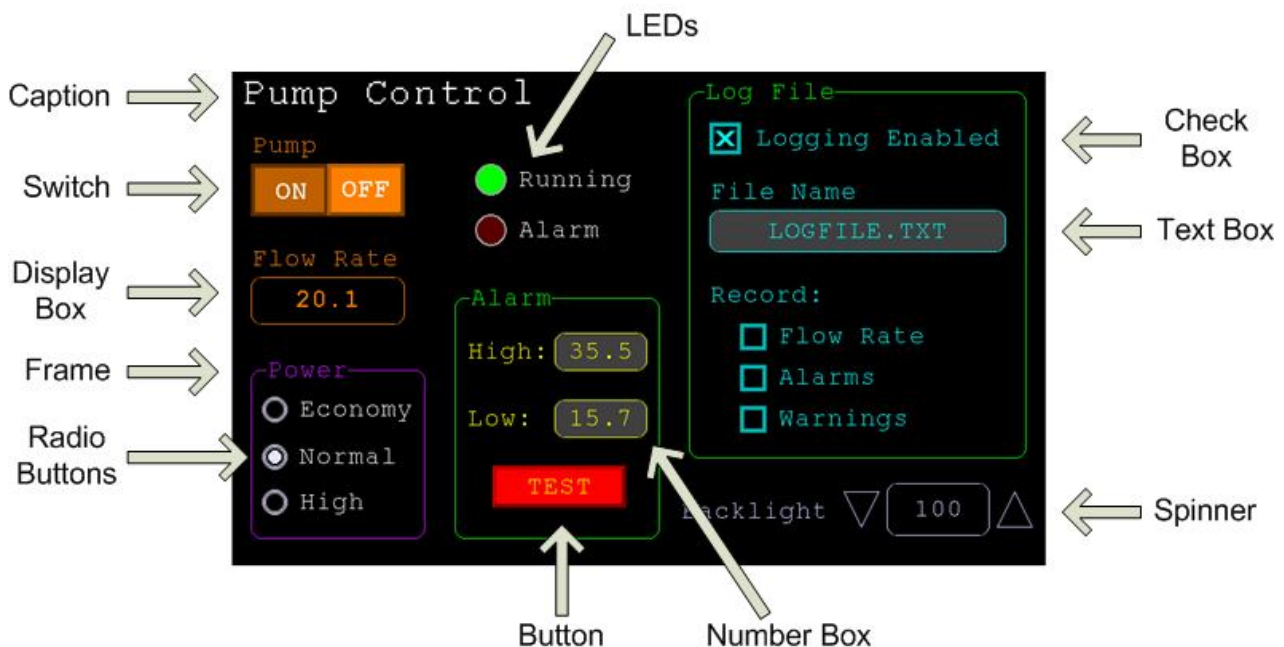 LEDs
Caption
Pump Control
Log File
Check
Box
Logging Enabled
Pump
Switch
ON OFF
Running
File Name
Alarm
LOGFILE.TXT
Text Box
Display
Box
Flow Rate
20.1
Alarm
Record:
Flow Rate
High: 35.5
Frame
Power
Alarms
Economy
Low: 15.7
Warnings
Radio
Buttons
Normal
High
TEST
Backlight 100
Spinner
Button
Number Box